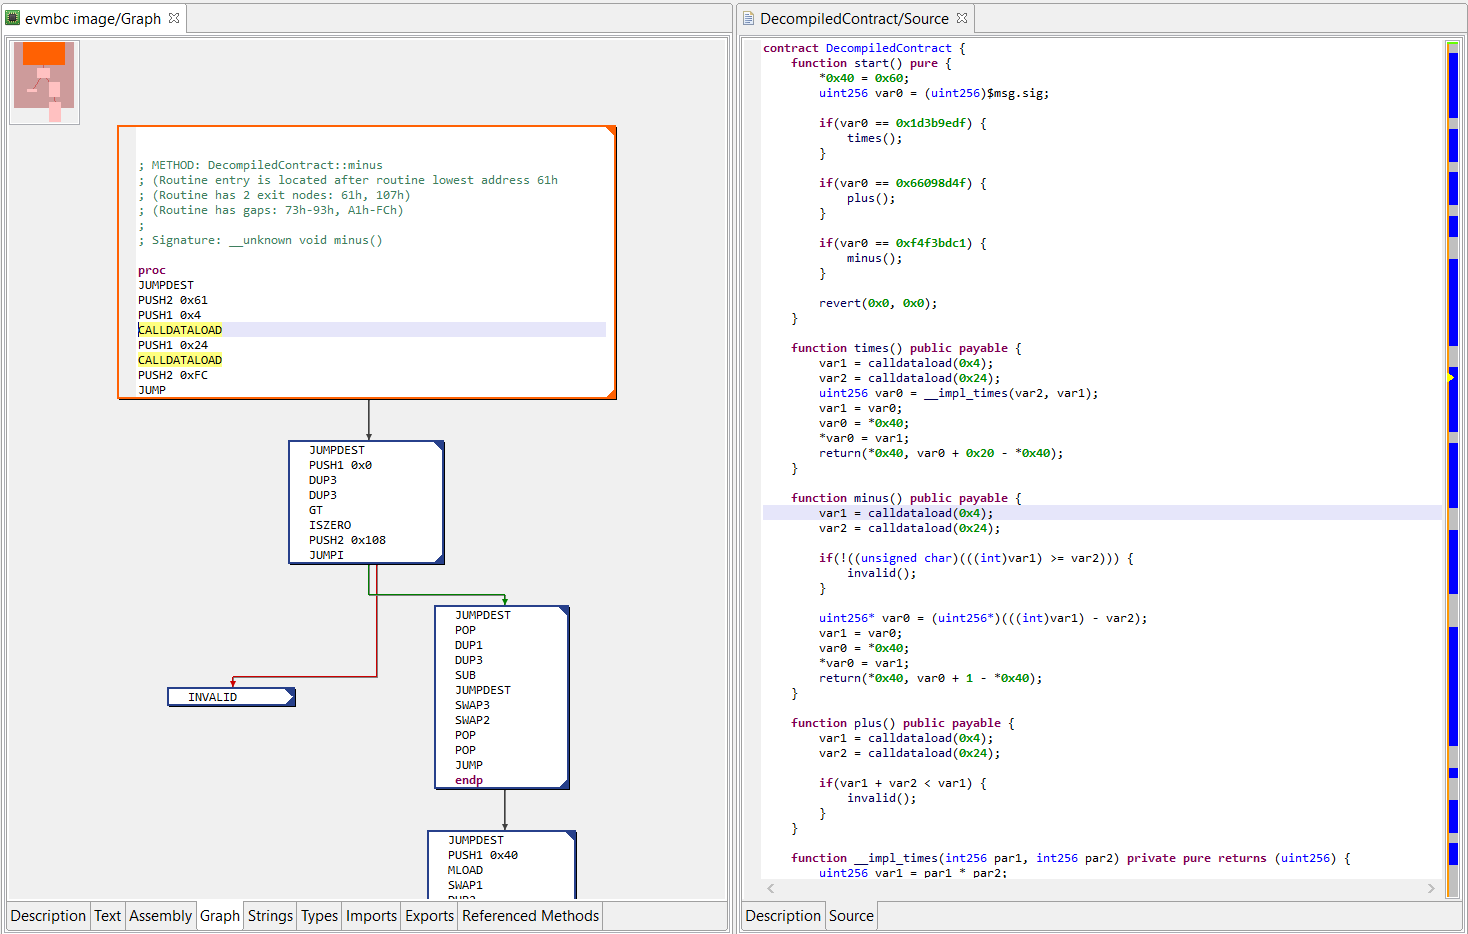 evmbc image/Graph
; METHOD: DecompiledContract::minus
; (Routine entry is located after routine lowest address 61h
; (Routine has 2 exit nodes: 61h, 107h)
; (Routine has gaps: 73h-93h, A1h-FCh)
;
; Signature: __unknown void minus()
proc
JUMPDEST
PUSH2 0x61
PUSH1 0x4
CALLDATALOAD
PUSH1 0x24
CALLDATALOAD
PUSH2 0xFC
JUMP
JUMPDEST
PUSH1 0x0
DUP3
DUP3
GT
ISZERO
PUSH2 0x108
JUMPI
INVALID
JUMPDEST
POP
DUP1
DUP3
SUB
JUMPDEST
SWAP3
SWAP2
POP
POP
JUMP
endp
JUMPDEST
PUSH1 0x40
MLOAD
SWAP1
Description Text Assembly Graph Strings Types Imports Exports Referenced Methods
DecompiledContract/Source
contract DecompiledContract {
function start() pure {
*0x40 = 0x60;
uint256 var0 = (uint256)$msg.sig;
if(var0 == 0x1d3b9edf) {
times();
}
if(var0 == 0x66098d4f) {
plus();
}
if(var0 == 0xf4f3bdc1) {
minus();
}
revert(0x0, 0x0);
}
function times() public payable {
var1 = calldataload(0x4);
var2 = calldataload(0x24);
uint256 var0 = __impl_times(var2, var1);
var1 = var0;
var0 = *0x40;
*var0 = var1;
return(*0x40, var0 + 0x20 - *0x40);
}
function minus() public payable {
var1 = calldataload(0x4);
var2 = calldataload(0x24);
if(!((unsigned char)(((int)var1) >= var2))) {
invalid();
}
uint256* var0 = (uint256*)(((int)var1) - var2);
var1 = var0;
var0 = *0x40;
*var0 = var1;
return(*0x40, var0 + 1 - *0x40);
}
function plus() public payable {
var1 = calldataload(0x4);
var2 = calldataload(0x24);
if(var1 + var2 < var1) {
invalid();
}
}
function __impl_times(int256 par1, int256 par2) private pure returns (uint256) {
uint256 var1 = par1 * par2;
Description Source